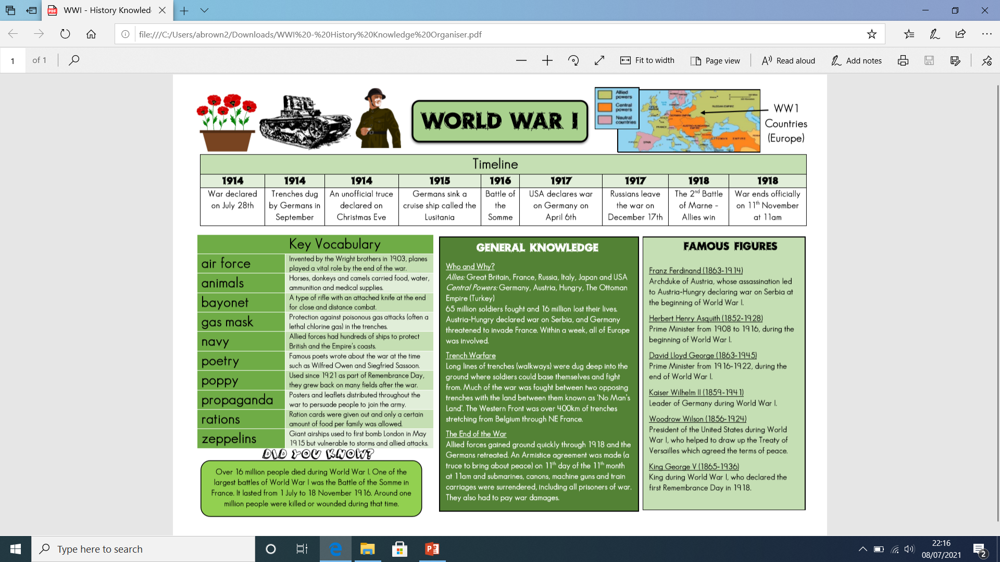 WWI - History Knowled
file:///C:/Users/abrown2/Downloads/WWI%20-%20History%20Knowledge%20Organiser.pdf
1 of 1
Fit to width
Page view
Read aloud
Add notes
WORLD WAR I
Allied powers
Central powers
Neutral countries
RUSSIAN EMPIRE
GERMAN EMPIRE
FRANCE
SPAIN
OTTOMAN EMPIRE
WW1
Countries
(Europe)
Timeline
1914 1914 1914 1915 1916 1917 1917 1918 1918
War declared on July 28th
Trenches dug by Germans in September
An unofficial truce declared on Christmas Eve
Germans sink a cruise ship called the Lusitania
Battle of the Somme
USA declares war on Germany on April 6th
Russians leave the war on December 17th
The 2nd Battle of Marne - Allies win
War ends officially on 11th November at 11am
Key Vocabulary
air force
Invented by the Wright brothers in 1903, planes
played a vital role by the end of the war.
animals
Horses, donkeys and camels carried food, water,
ammunition and medical supplies.
bayonet
A type of rifle with an attached knife at the end
for close and distance combat.
gas mask
Protection against poisonous gas attacks (often a
lethal chlorine gas) in the trenches.
navy
Allied forces had hundreds of ships to protect
British and the Empire's coasts.
poetry
Famous poets wrote about the war at the time
such as Wilfred Owen and Siegfried Sassoon.
poppy
Used since 1921 as part of Remembrance Day,
they grew back on many fields after the war.
propaganda
Posters and leaflets distributed throughout the
war to persuade people to join the army.
rations
Ration cards were given out and only a certain
amount of food per family was allowed.
zeppelins
Giant airships used to first bomb London in May
1915 but vulnerable to storms and allied attacks.
DID YOU KNOW?
Over 16 million people died during World War I. One of the
largest battles of World War I was the Battle of the Somme in
France. It lasted from 1 July to 18 November 1916. Around one
million people were killed or wounded during that time.
GENERAL KNOWLEDGE
Who and Why?
Allies: Great Britain, France, Russia, Italy, Japan and USA
Central Powers: Germany, Austria, Hungry, The Ottoman
Empire (Turkey)
65 million soldiers fought and 16 million lost their lives.
Austria-Hungry declared war on Serbia, and Germany
threatened to invade France. Within a week, all of Europe
was involved.
Trench Warfare
Long lines of trenches (walkways) were dug deep into the
ground where soldiers could base themselves and fight
from. Much of the war was fought between two opposing
trenches with the land between them known as 'No Man's
Land'. The Western Front was over 400km of trenches
stretching from Belgium through NE France.
The End of the War
Allied forces gained ground quickly through 1918 and the
Germans retreated. An Armistice agreement was made (a
truce to bring about peace) on 11th day of the 11th month
at 11am and submarines, canons, machine guns and train
carriages were surrendered, including all prisoners of war.
They also had to pay war damages.
FAMOUS FIGURES
Franz Ferdinand (1863-1914)
Archduke of Austria, whose assassination led
to Austria-Hungry declaring war on Serbia at
the beginning of World War I.
Herbert Henry Asquith (1852-1928)
Prime Minister from 1908 to 1916, during the
beginning of World War I.
David Lloyd George (1863-1945)
Prime Minister from 1916-1922, during the
end of World War I.
Kaiser Wilhelm II (1859-1941)
Leader of Germany during World War I.
Woodrow Wilson (1856-1924)
President of the United States during World
War I, who helped to draw up the Treaty of
Versailles which agreed the terms of peace.
King George V (1865-1936)
King during World War I, who declared the
first Remembrance Day in 1918.
Type here to search
22:16
08/07/2021
2